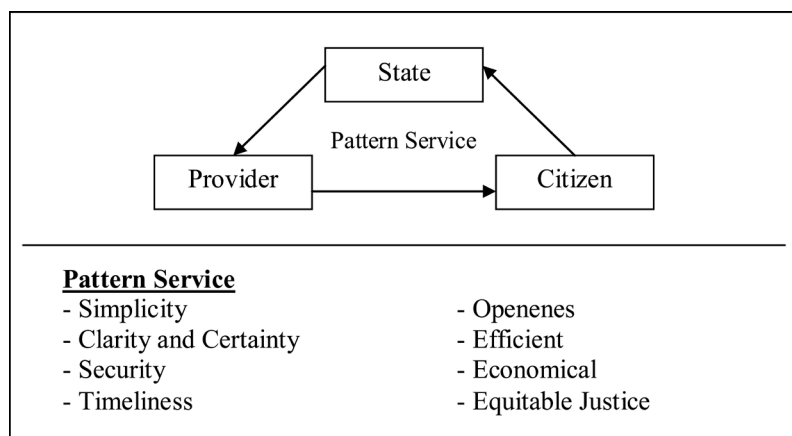 State
Pattern Service
Provider
Citizen
Pattern Service
- Simplicity
- Clarity and Certainty
- Security
- Timeliness
- Openenes
- Efficient
- Economical
- Equitable Justice